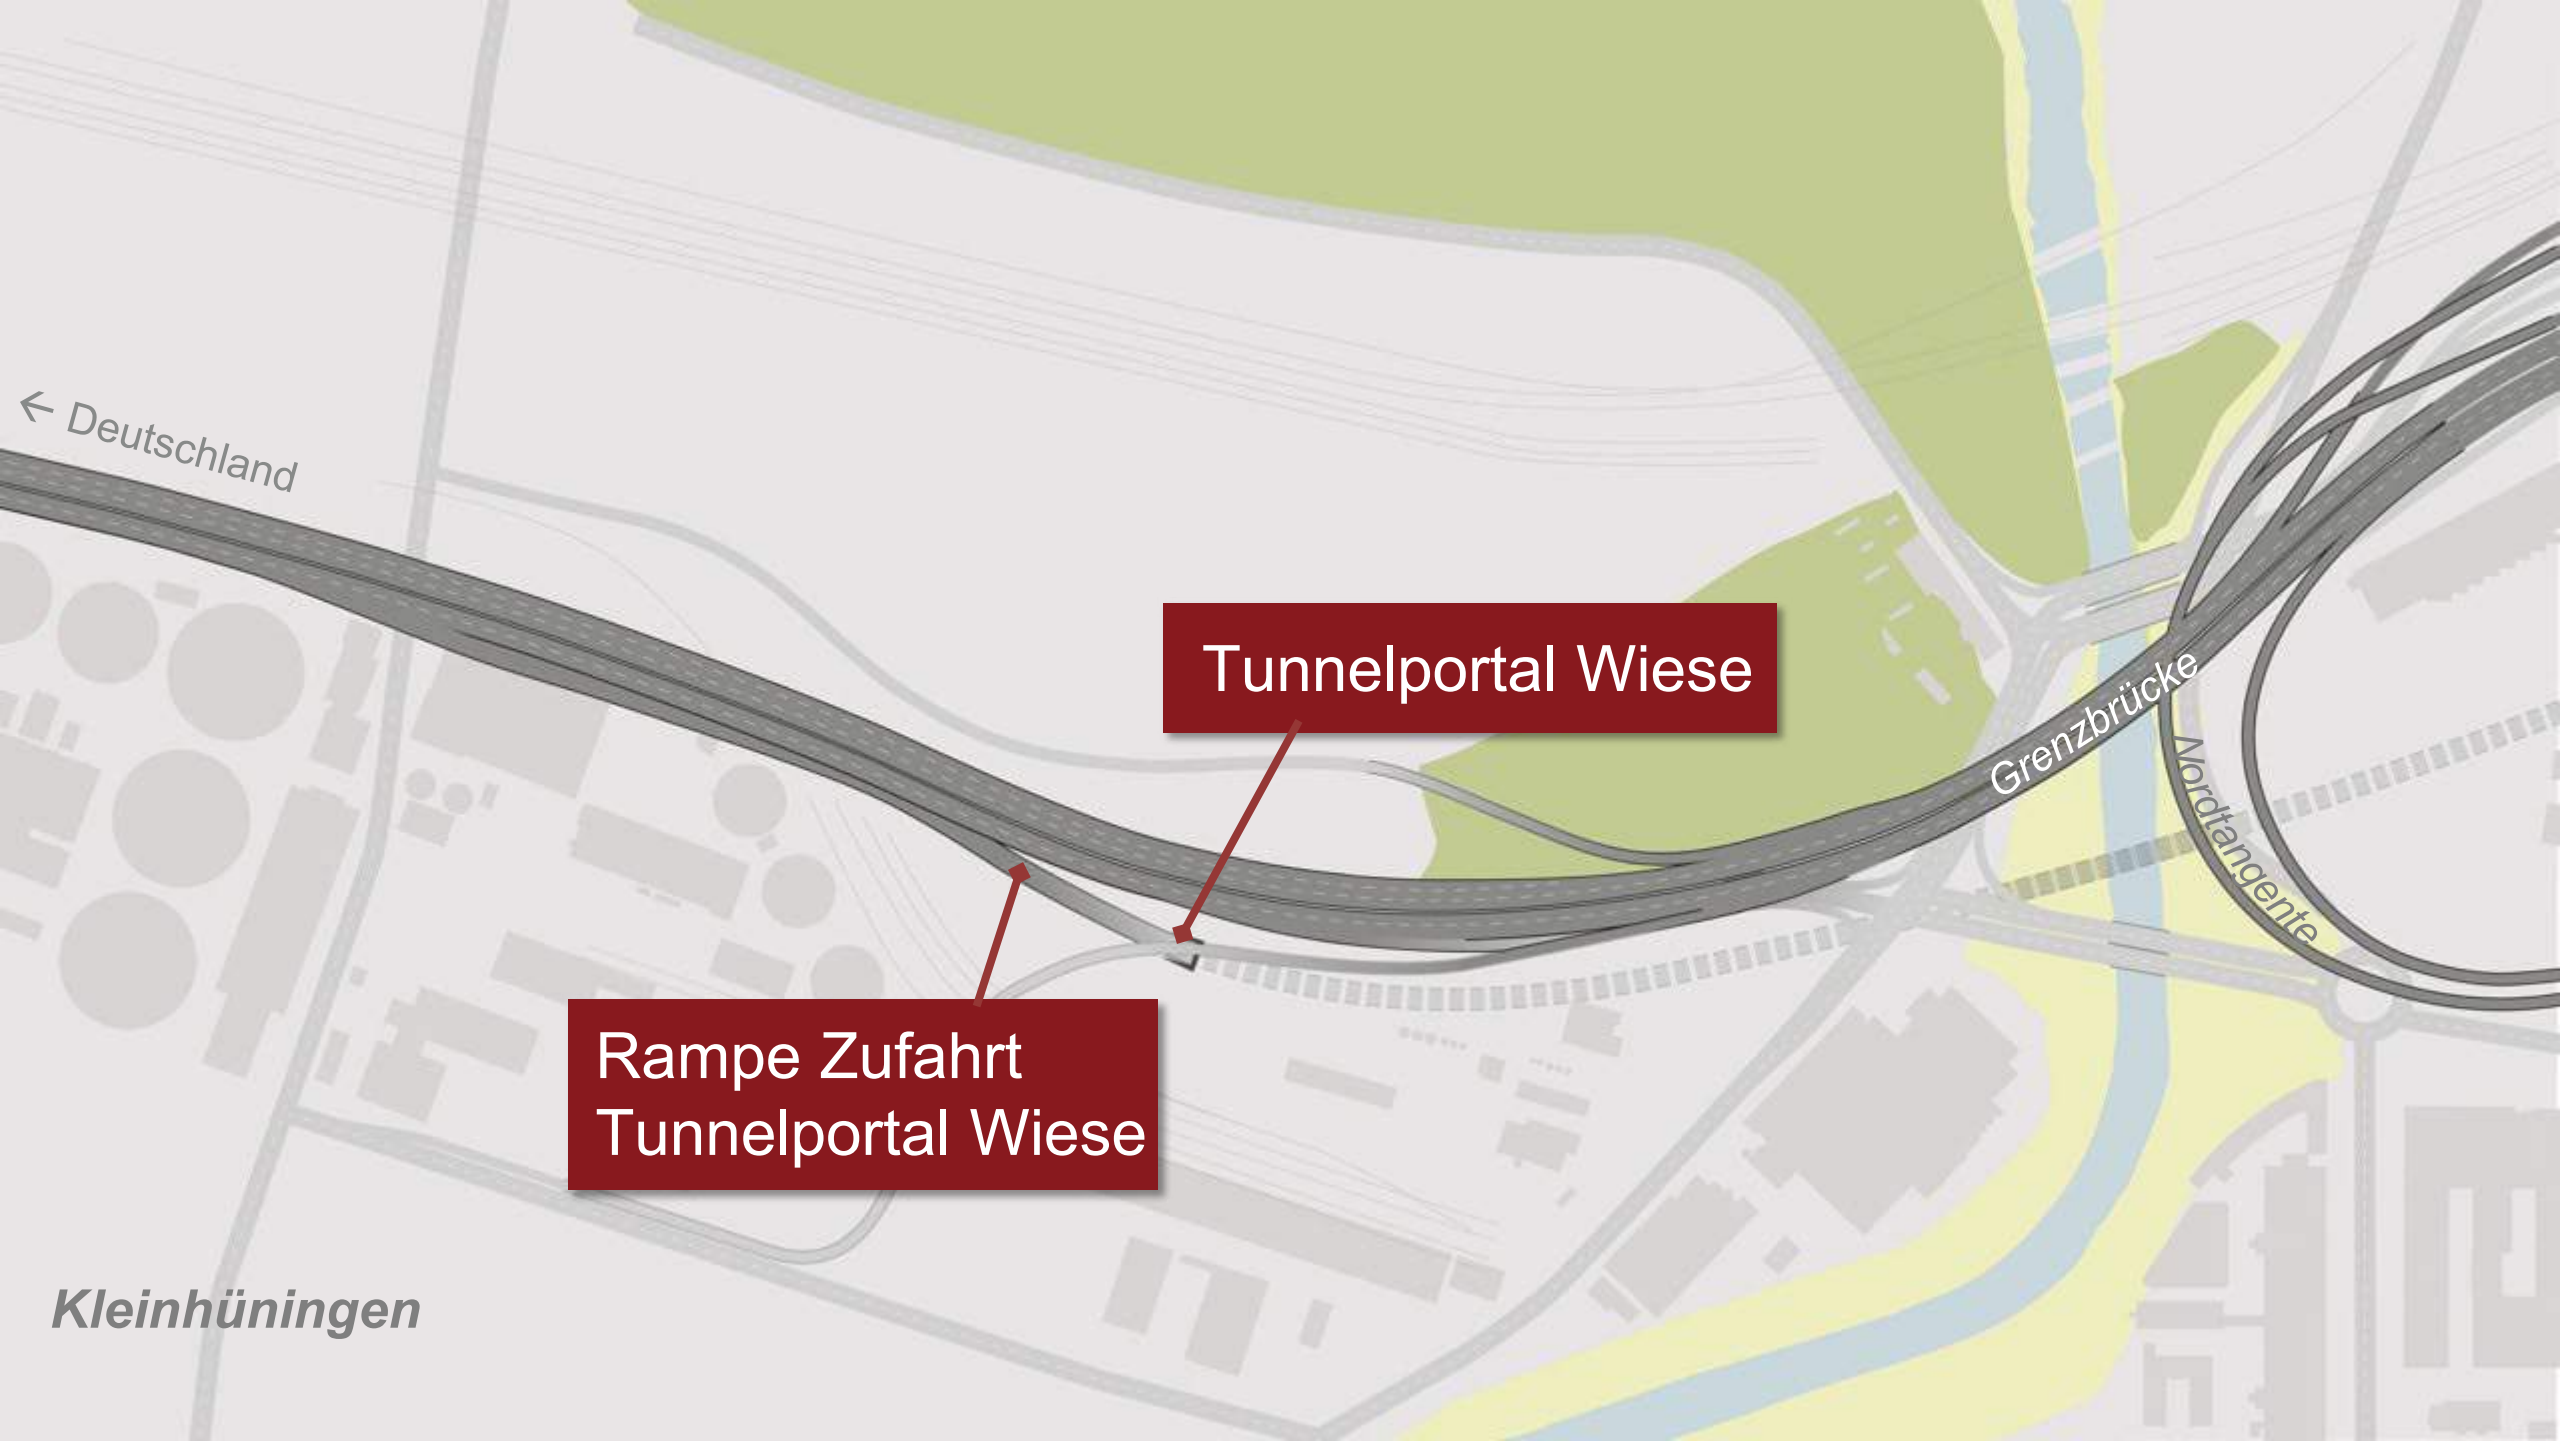 ← Deutschland
Tunnelportal Wiese
Grenzbrücke
Nordtangente
Rampe Zufahrt
Tunnelportal Wiese
Kleinhüningen